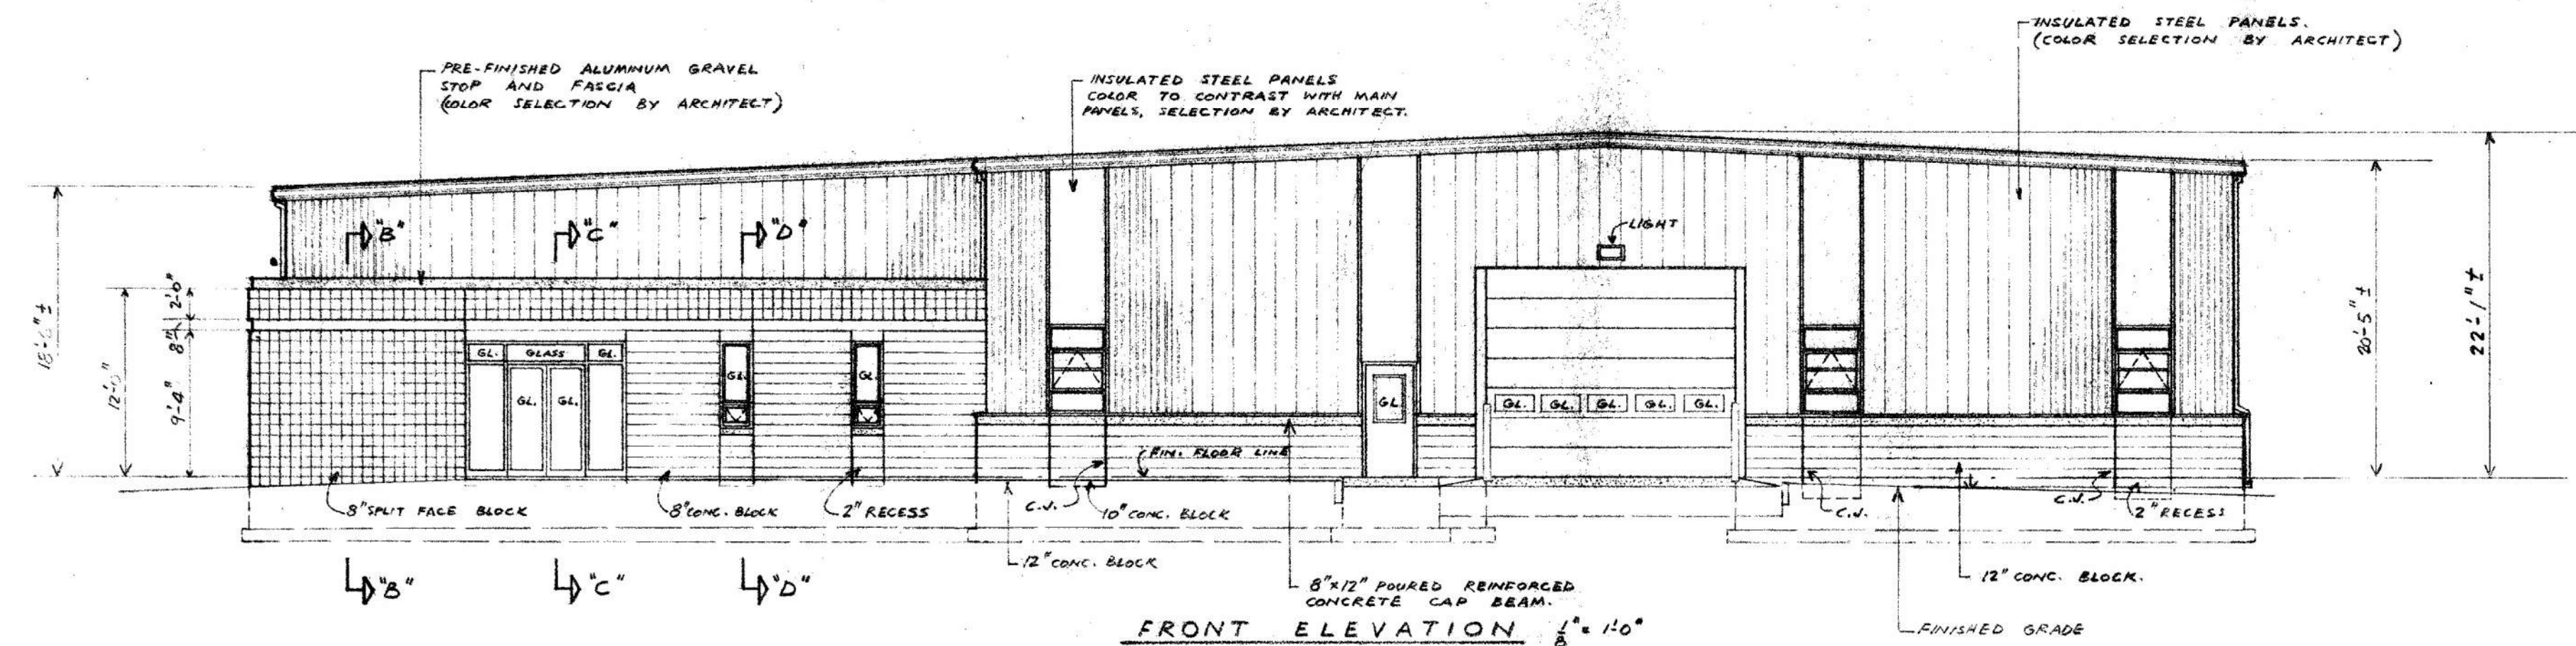 INSULATED STEEL PANELS.
(COLOR SELECTION BY ARCHITECT)
PRE-FINISHED ALUMINUM GRAVEL
STOP AND FASCIA
(COLOR SELECTION BY ARCHITECT)
INSULATED STEEL PANELS
COLOR TO CONTRAST WITH MAIN
PANELS, SELECTION BY ARCHITECT.
"B"
"C"
"D"
LIGHT
2'-0"
8"
9'-4"
12'-0"
20'-5" ±
22'-1" ±
GL. GLASS GL.
GL. GL.
GL.
GL.
GL
GL. GL. GL. GL. GL.
FIN. FLOOR LINE
8" SPLIT FACE BLOCK
8" CONC. BLOCK
2" RECESS
C.J.
10" CONC. BLOCK
C.J.
C.J.
2" RECESS
12" CONC. BLOCK
12" CONC. BLOCK.
"B"
"C"
"D"
8"x12" POURED REINFORCED
CONCRETE CAP BEAM.
FRONT ELEVATION 1/8" = 1'-0"
FINISHED GRADE